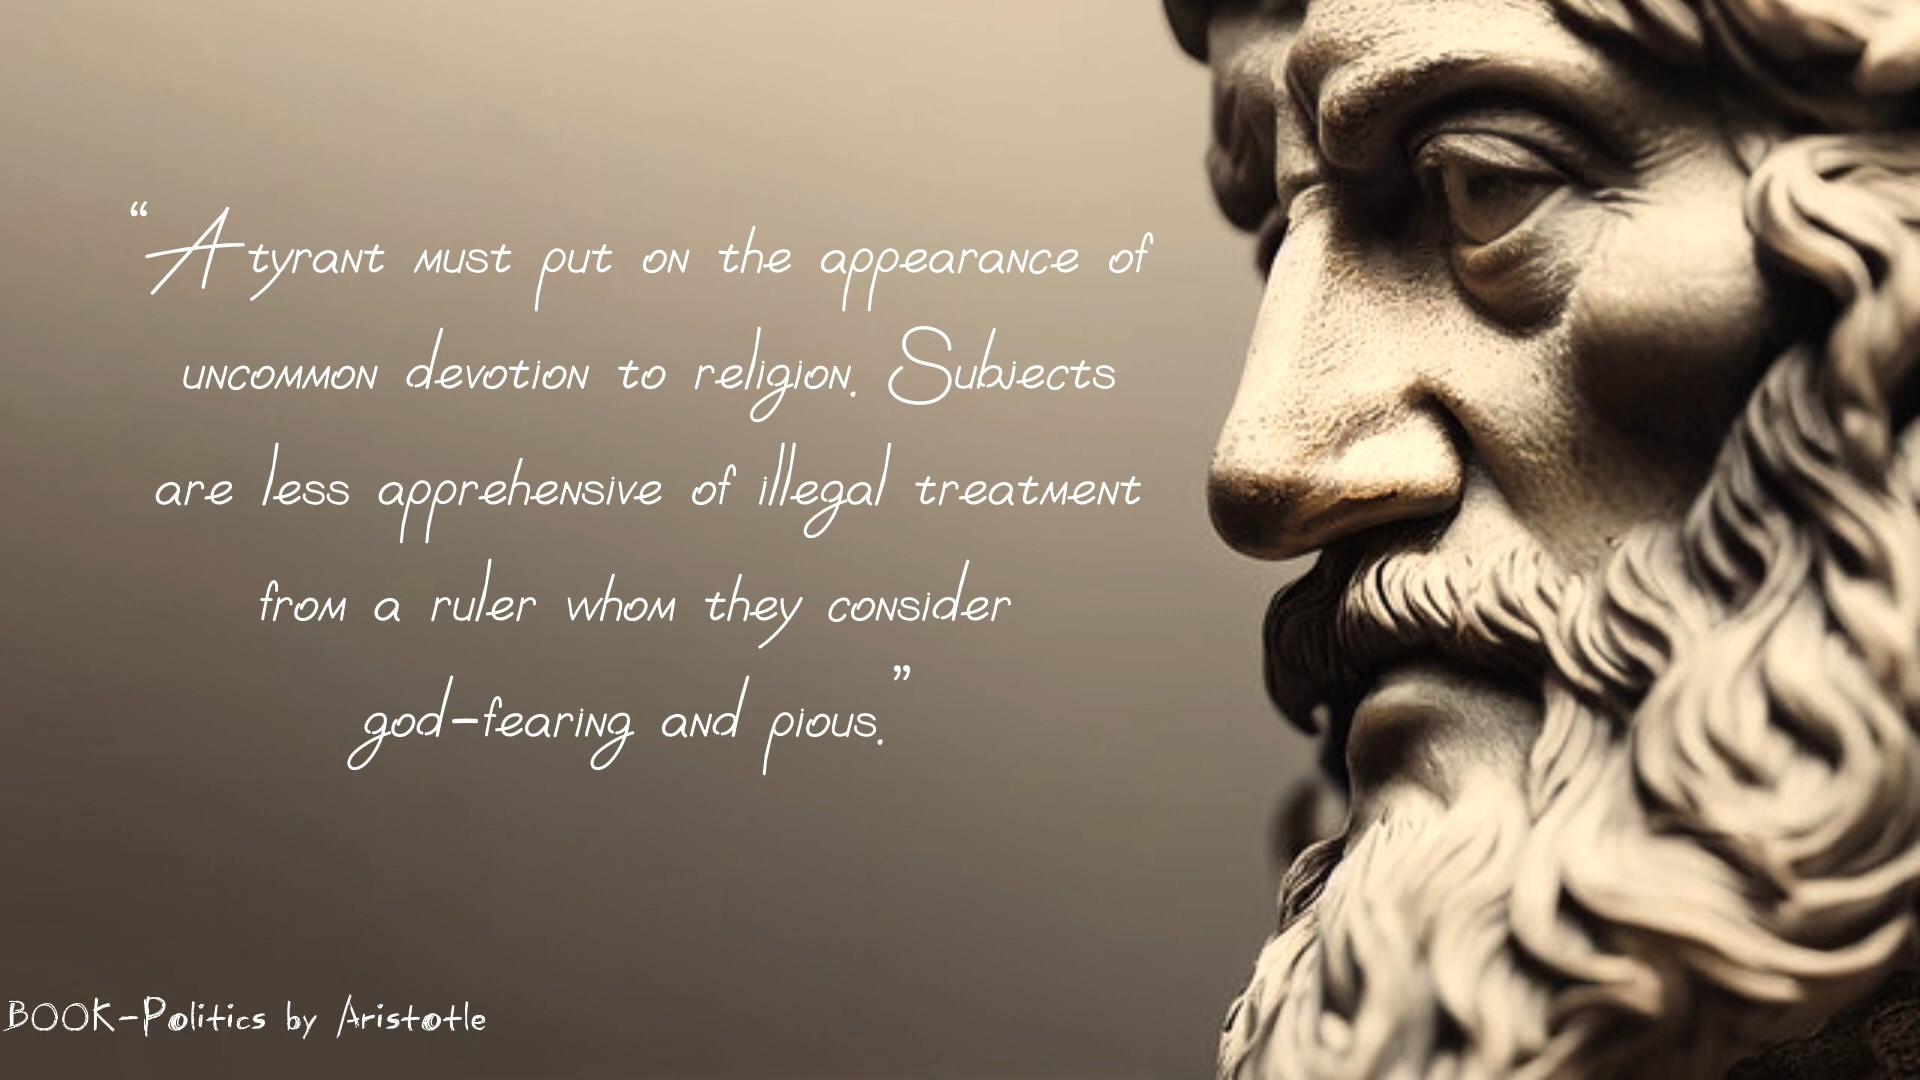 “A tyrant must put on the appearance of
uncommon devotion to religion. Subjects
are less apprehensive of illegal treatment
from a ruler whom they consider
god-fearing and pious.”
BOOK-Politics by Aristotle